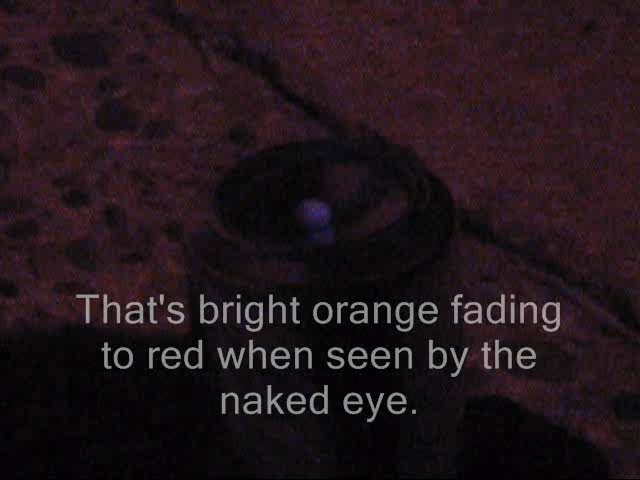 That's bright orange fading
to red when seen by the
naked eye.